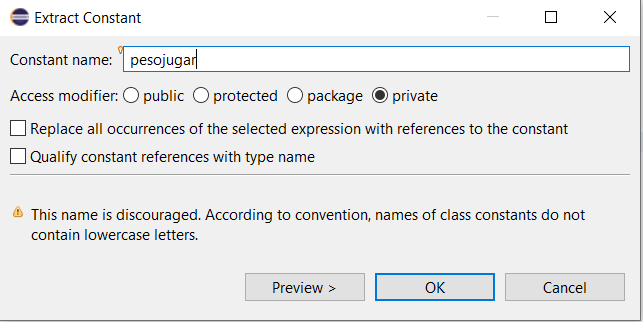 Extract Constant
Constant name: pesojugar
Access modifier: public protected package private
Replace all occurrences of the selected expression with references to the constant
Qualify constant references with type name
This name is discouraged. According to convention, names of class constants do not
contain lowercase letters.
Preview > OK Cancel